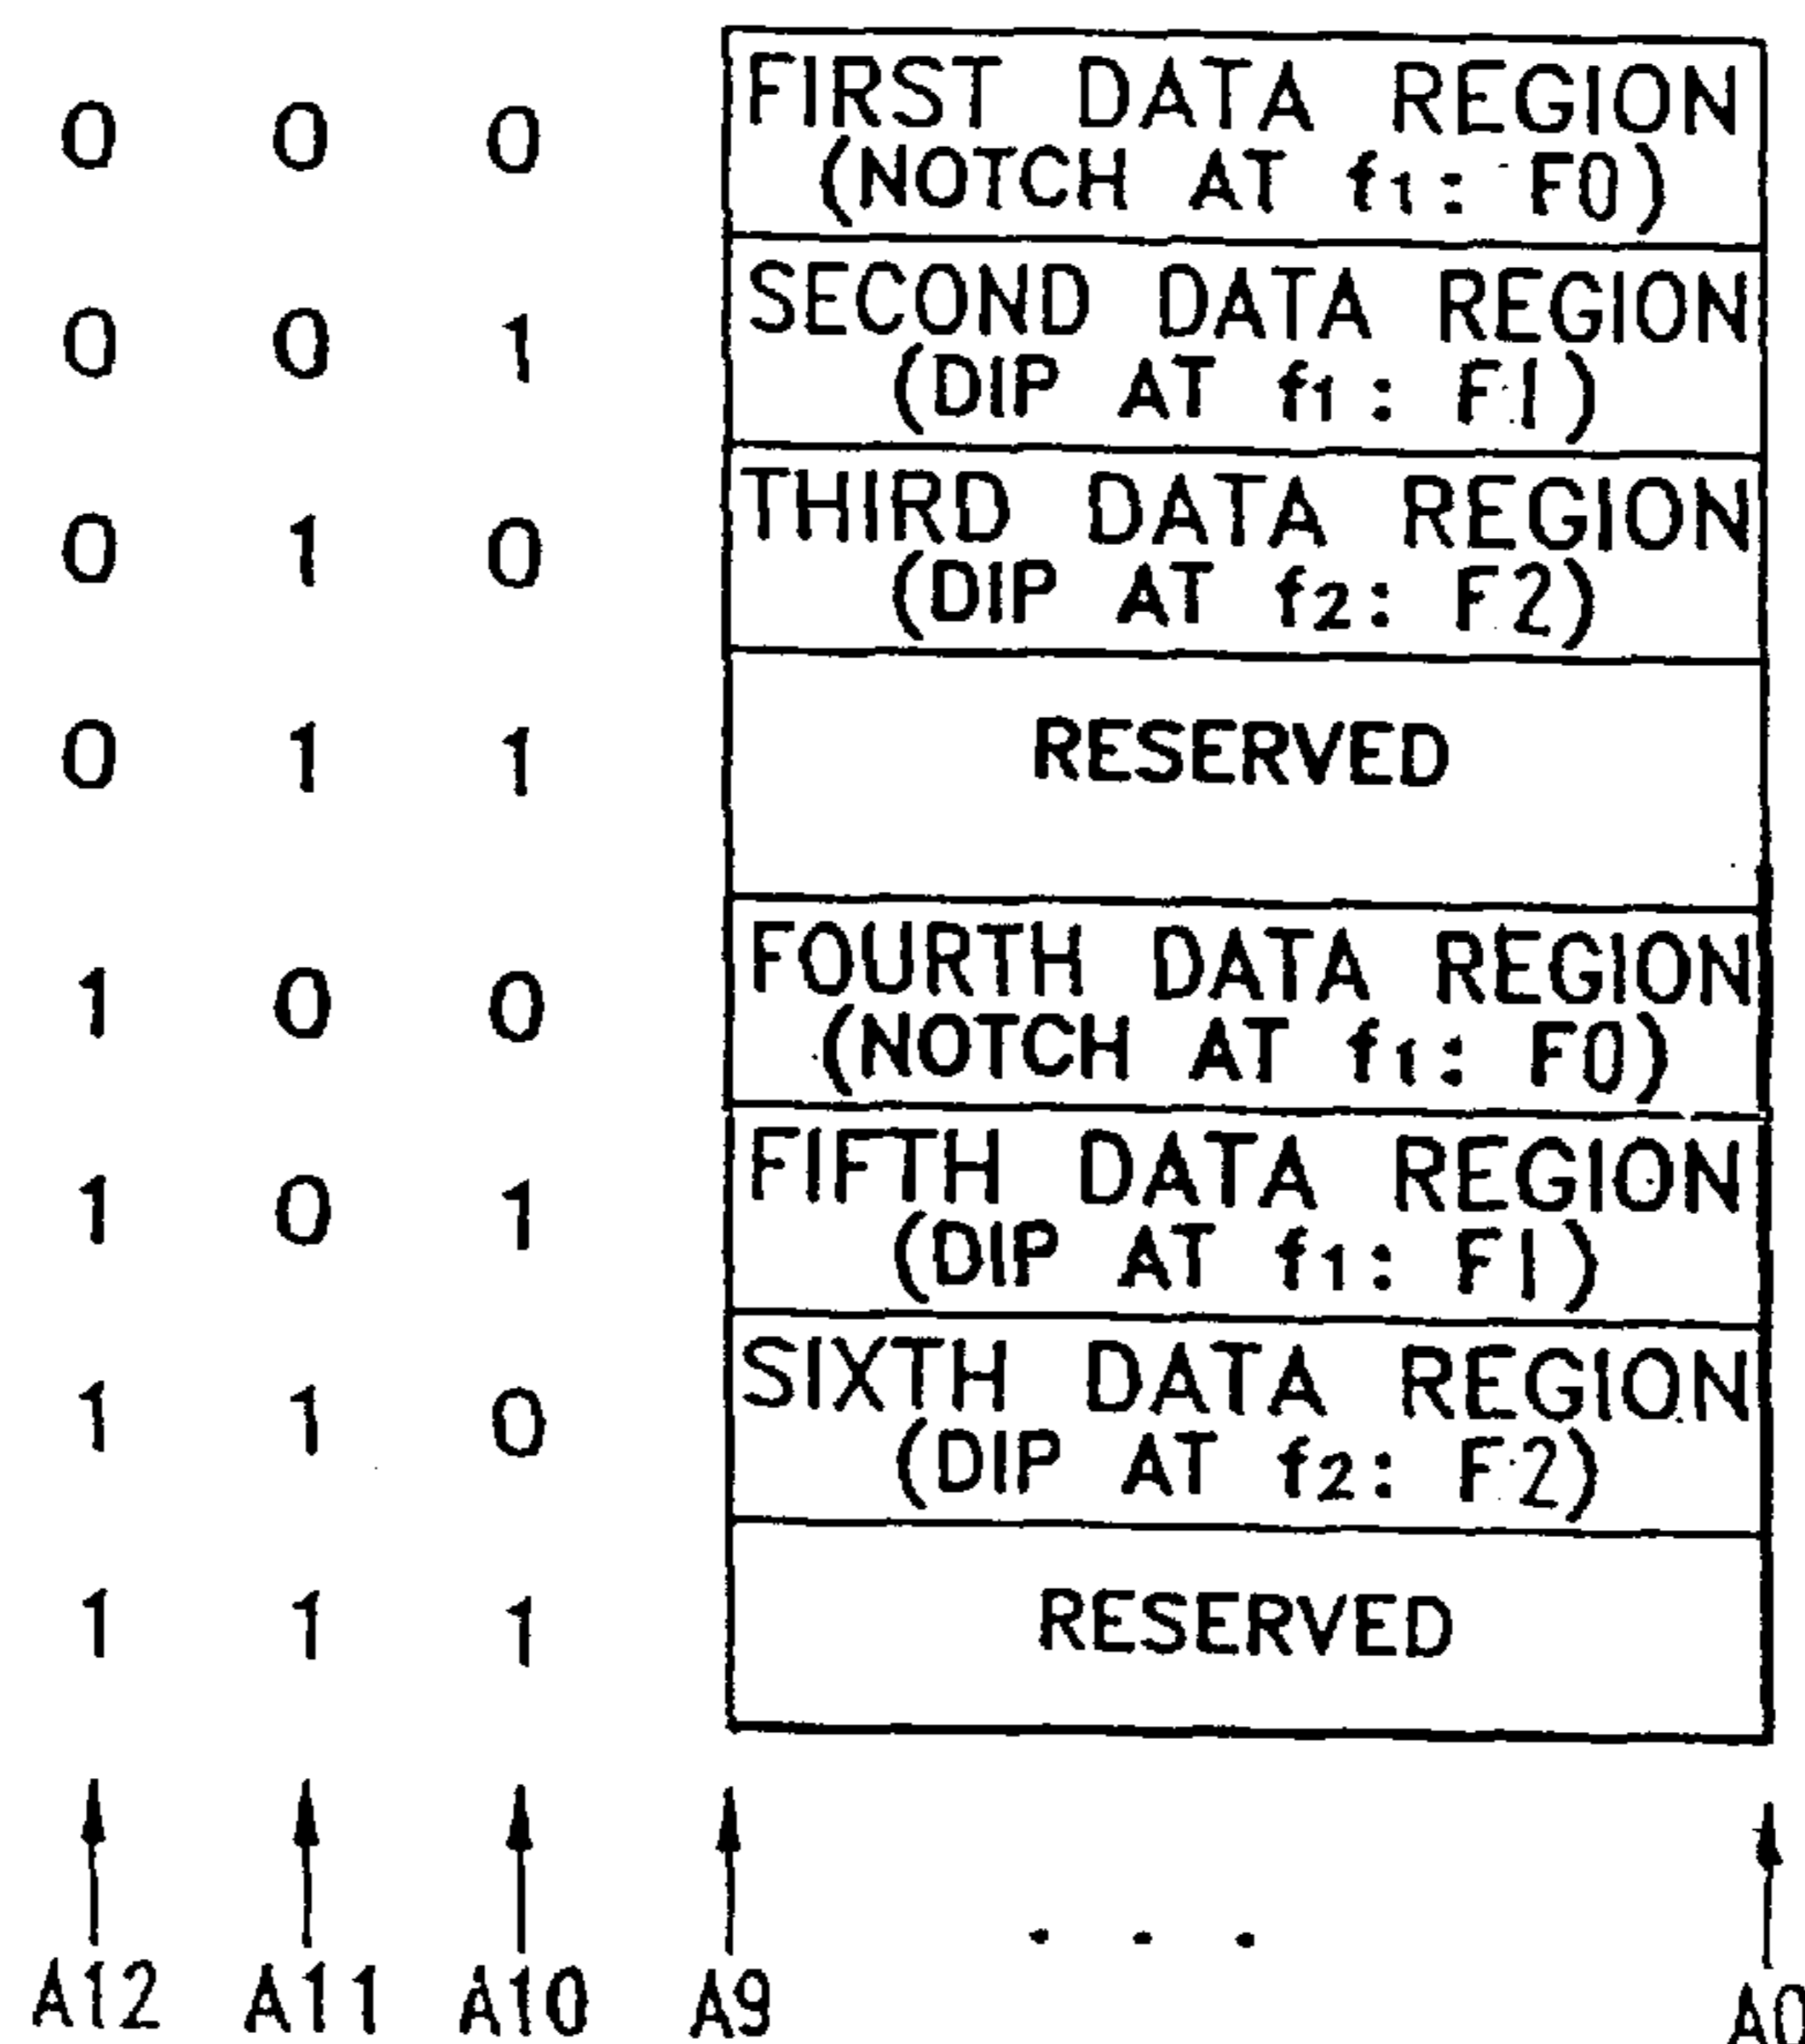 FIRST DATA REGION
0 0 0
(NOTCH AT f1: F0)
SECOND DATA REGION
0 0 1
(DIP AT f1: F1)
THIRD DATA REGION
0 1 0
(DIP AT f2: F2)
0 1 1 RESERVED
FOURTH DATA REGION
1 0 0
(NOTCH AT f1: F0)
FIFTH DATA REGION
1 0 1
(DIP AT f1: F1)
SIXTH DATA REGION
1 1 0
(DIP AT f2: F2)
1 1 1 RESERVED
A12 A11 A10 A9 . . . A0